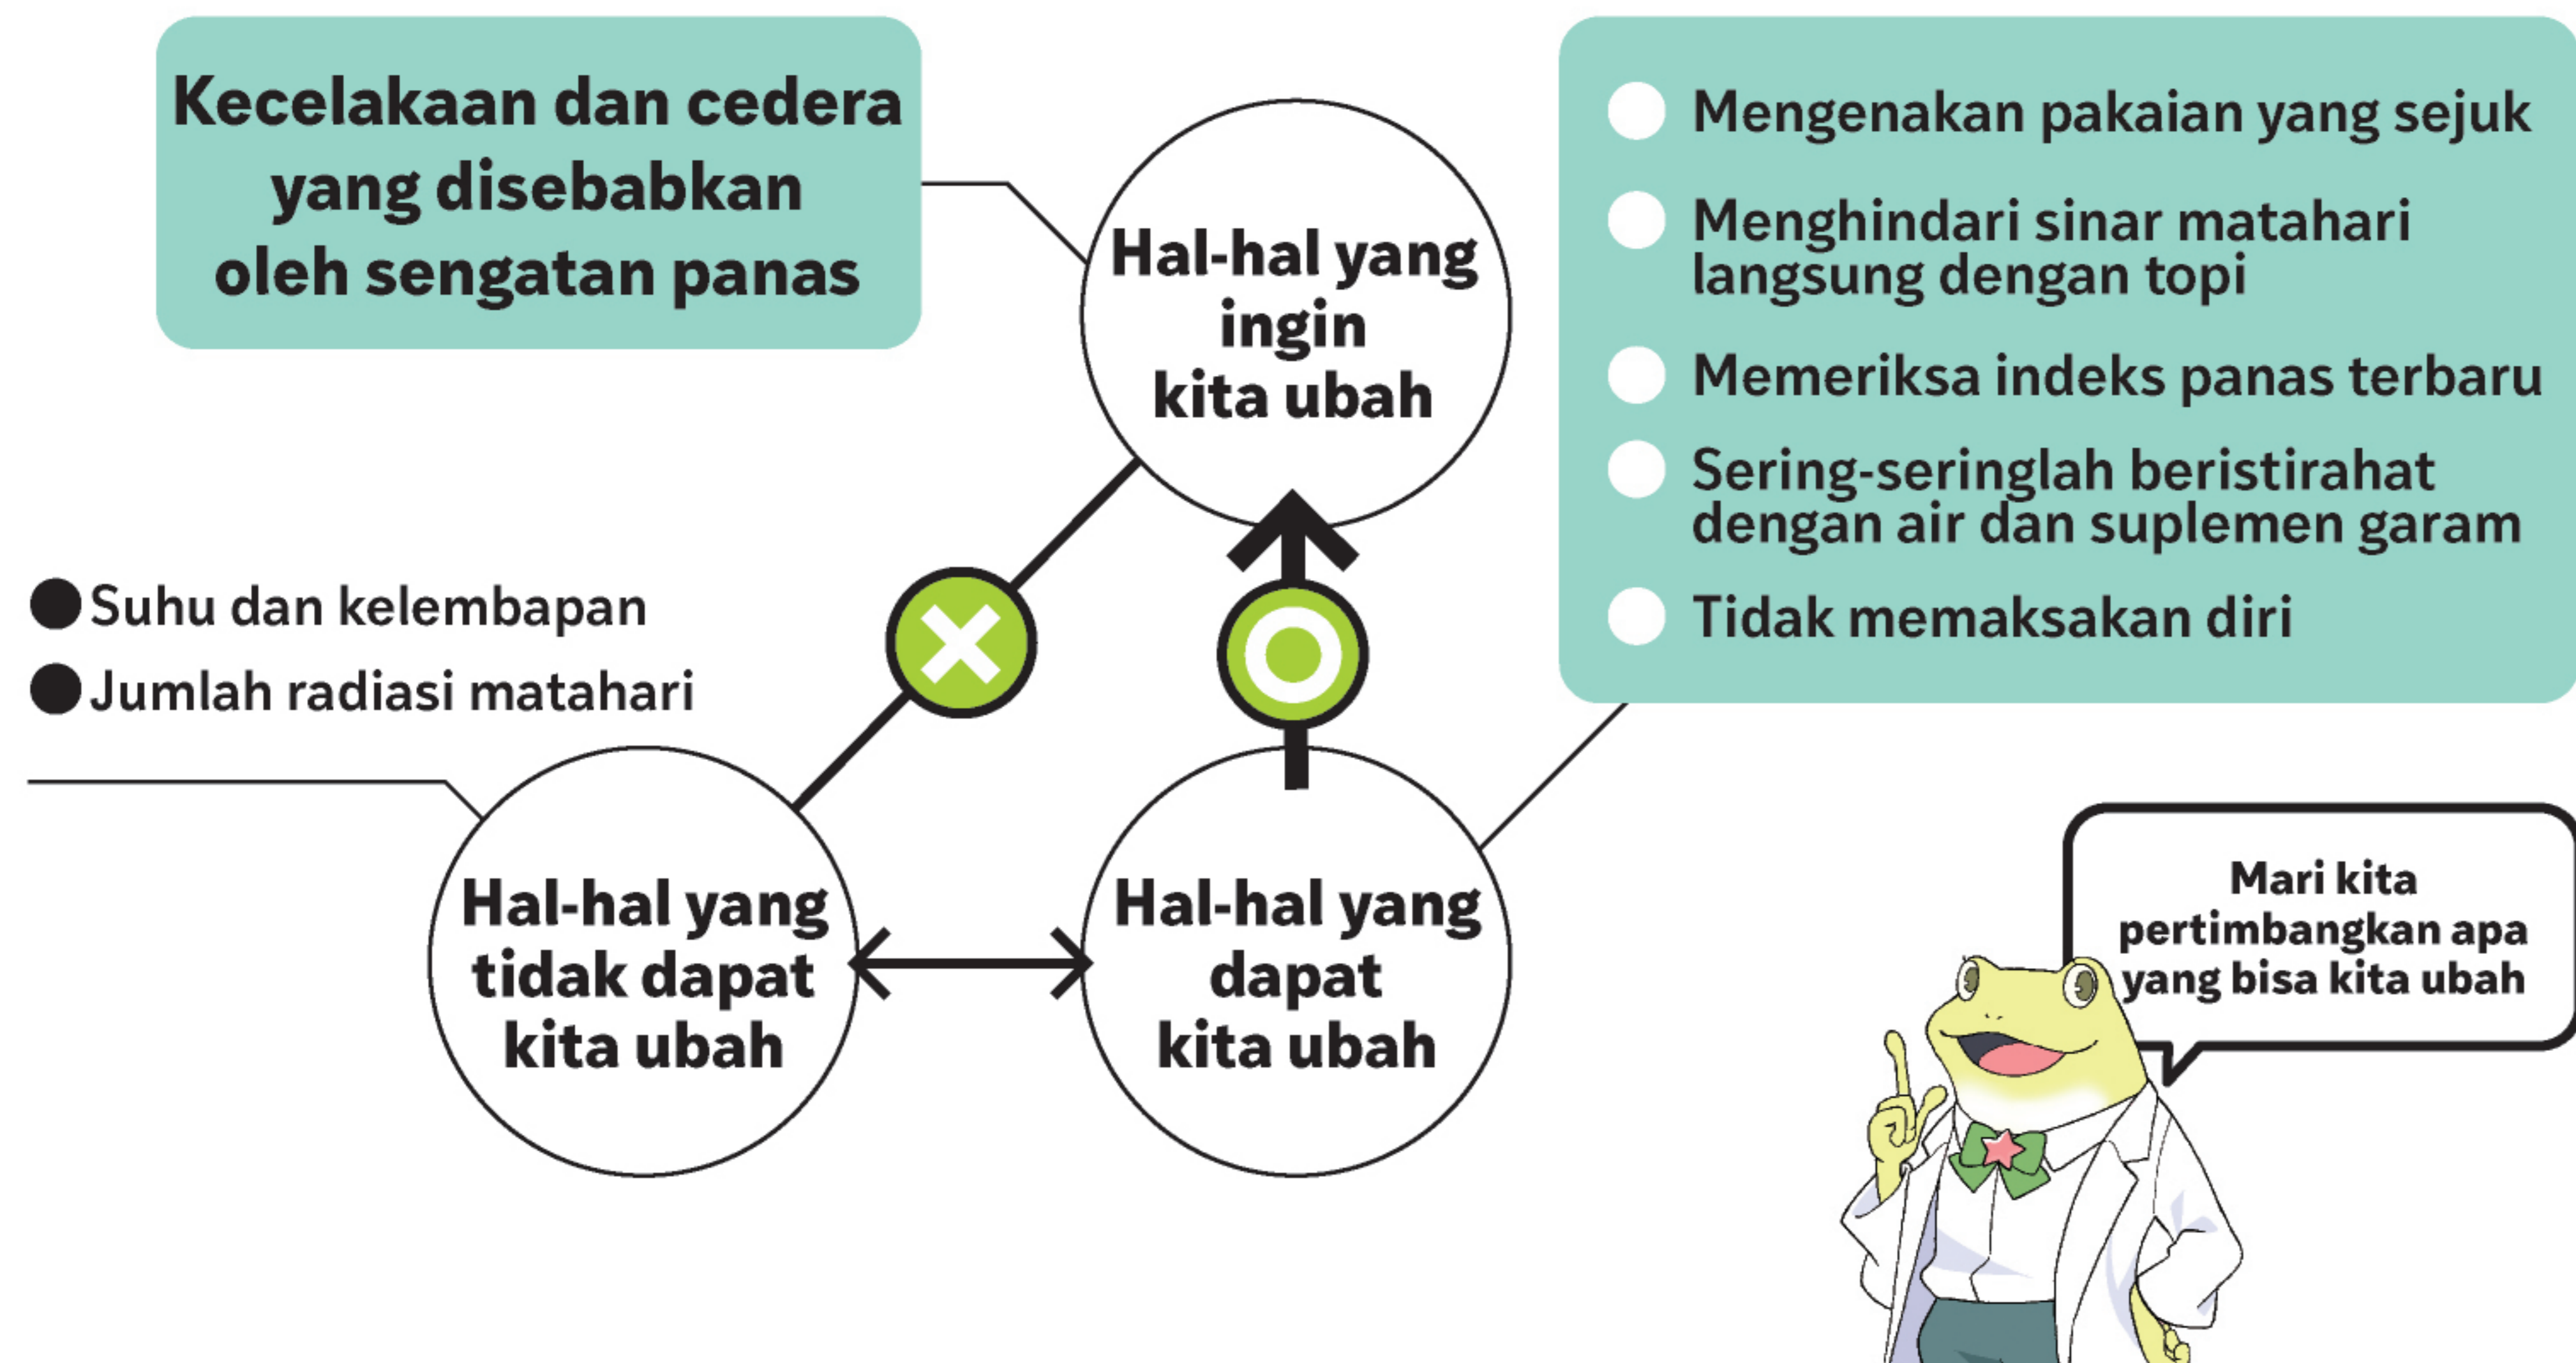 Kecelakaan dan cedera
yang disebabkan
oleh sengatan panas
Hal-hal yang
ingin
kita ubah
Mengenakan pakaian yang sejuk
Menghindari sinar matahari
langsung dengan topi
Memeriksa indeks panas terbaru
Sering-seringlah beristirahat
dengan air dan suplemen garam
Tidak memaksakan diri
Suhu dan kelembapan
Jumlah radiasi matahari
Hal-hal yang
tidak dapat
kita ubah
Hal-hal yang
dapat
kita ubah
Mari kita
pertimbangkan apa
yang bisa kita ubah